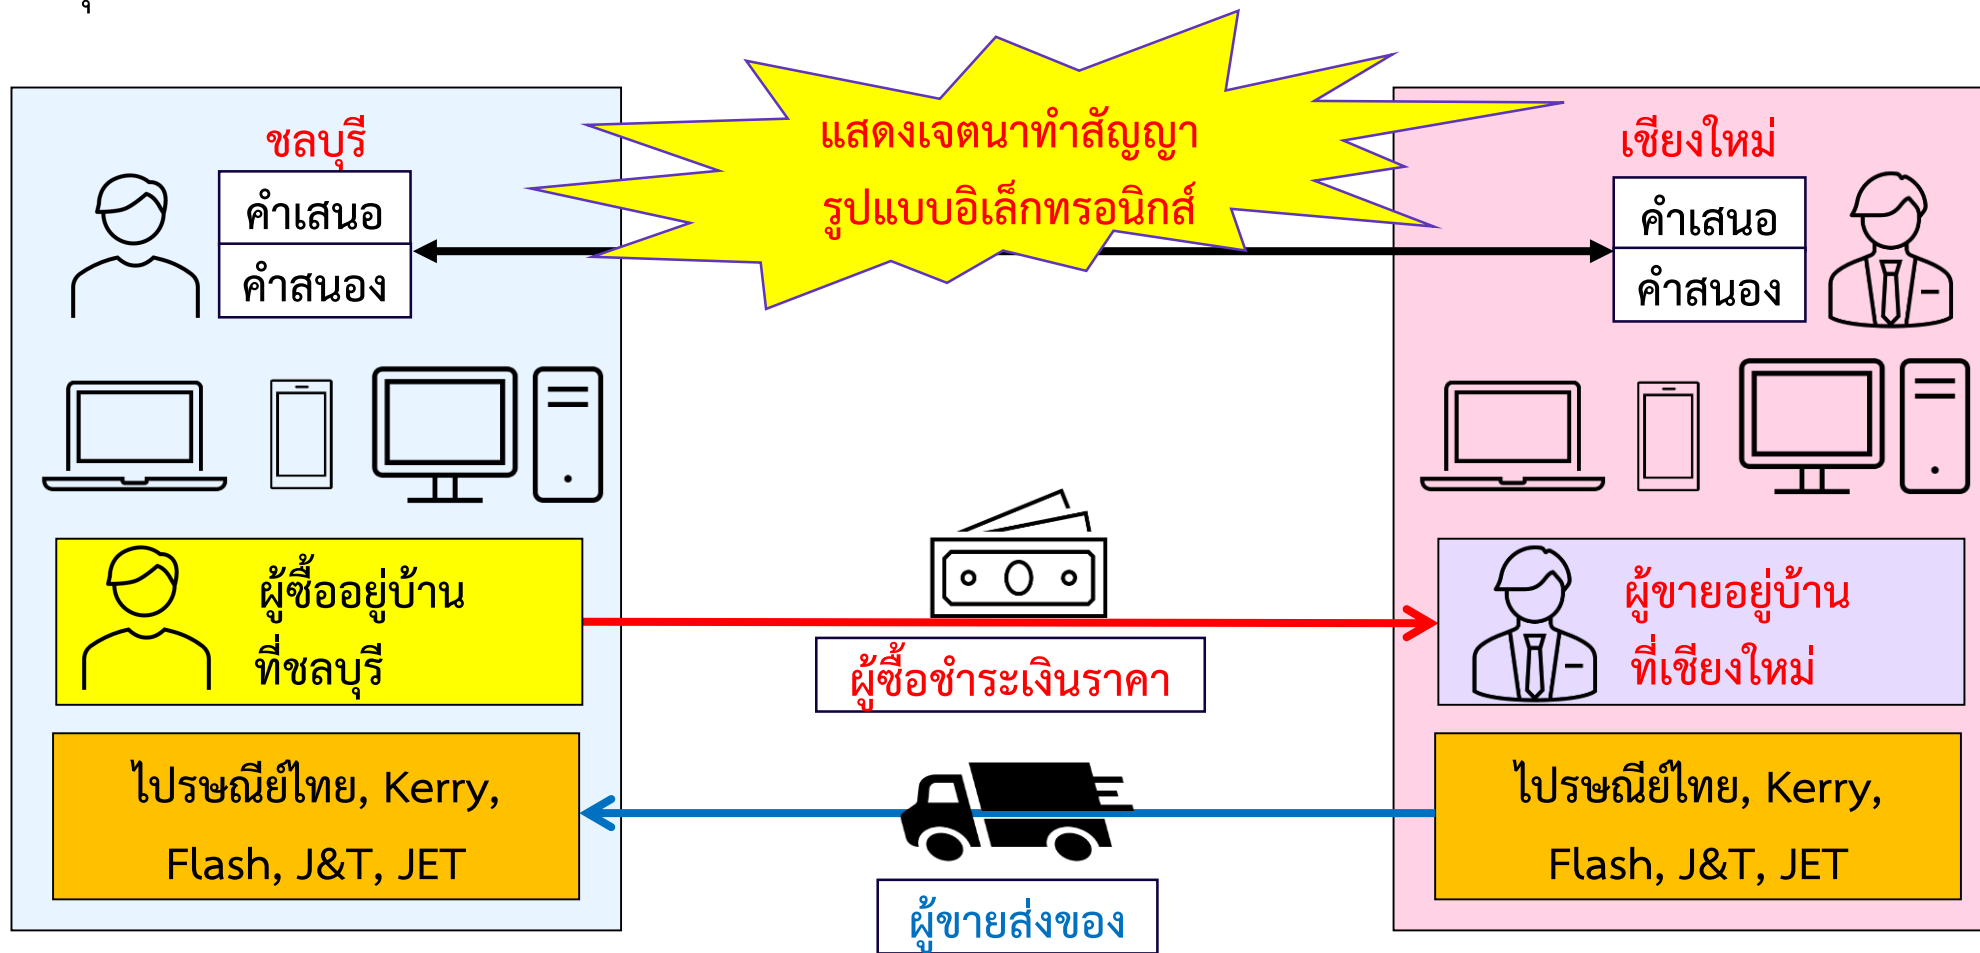 แสดงเจตนาทำสัญญา
รูปแบบอิเล็กทรอนิกส์
ชลบุรี
คำเสนอ
คำสนอง
เชียงใหม่
คำเสนอ
คำสนอง
ผู้ซื้ออยู่บ้าน
ที่ชลบุรี
ผู้ซื้อชำระเงินราคา
ผู้ขายอยู่บ้าน
ที่เชียงใหม่
ไปรษณีย์ไทย, Kerry,
Flash, J&T, JET
ผู้ขายส่งของ
ไปรษณีย์ไทย, Kerry,
Flash, J&T, JET